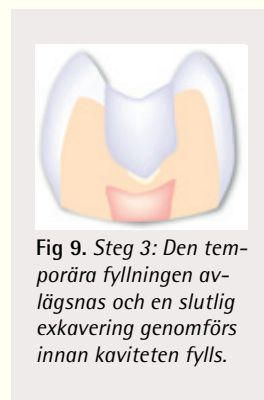 Fig 9. Steg 3: Den tem-
porära fyllningen av-
lägsnas och en slutlig
exkavering genomförs
innan kaviteten fylls.